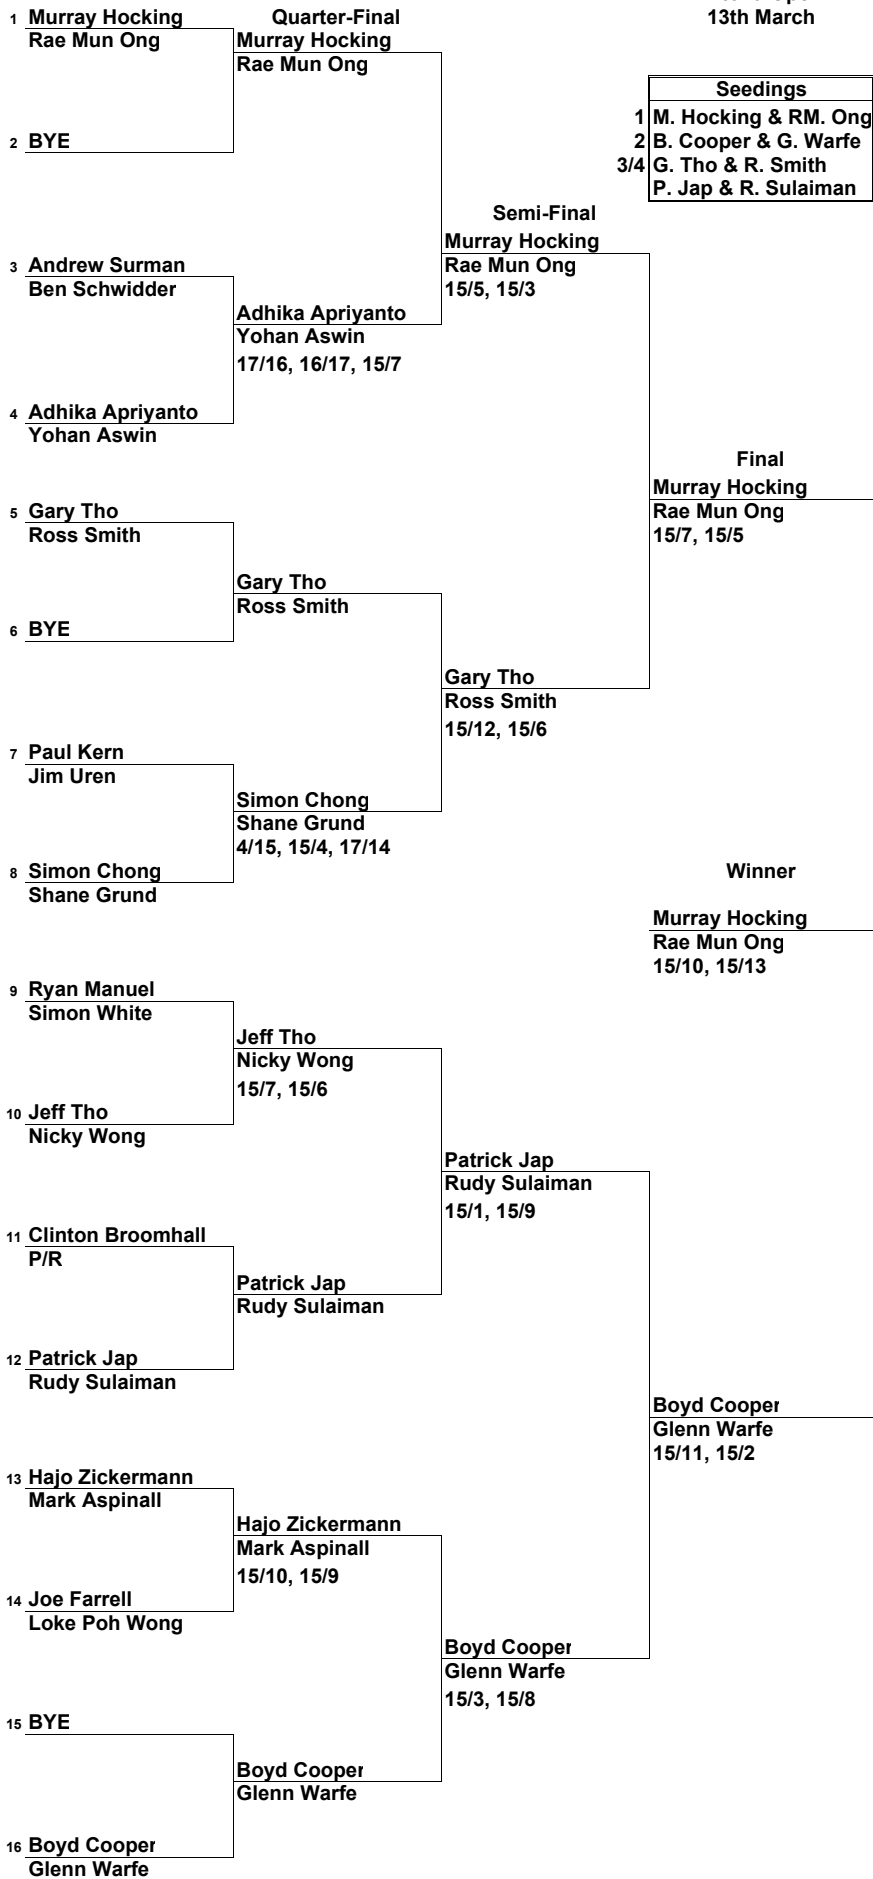 13th March
Seedings
1 M. Hocking & RM. Ong
2 B. Cooper & G. Warfe
3/4 G. Tho & R. Smith
P. Jap & R. Sulaiman
1 Murray Hocking
Rae Mun Ong
2 BYE
3 Andrew Surman
Ben Schwidder
4 Adhika Apriyanto
Yohan Aswin
5 Gary Tho
Ross Smith
6 BYE
7 Paul Kern
Jim Uren
8 Simon Chong
Shane Grund
9 Ryan Manuel
Simon White
10 Jeff Tho
Nicky Wong
11 Clinton Broomhall
P/R
12 Patrick Jap
Rudy Sulaiman
13 Hajo Zickermann
Mark Aspinall
14 Joe Farrell
Loke Poh Wong
15 BYE
16 Boyd Cooper
Glenn Warfe
Quarter-Final
Murray Hocking
Rae Mun Ong
Adhika Apriyanto
Yohan Aswin
17/16, 16/17, 15/7
Gary Tho
Ross Smith
Simon Chong
Shane Grund
4/15, 15/4, 17/14
Jeff Tho
Nicky Wong
15/7, 15/6
Patrick Jap
Rudy Sulaiman
Hajo Zickermann
Mark Aspinall
15/10, 15/9
Boyd Cooper
Glenn Warfe
Semi-Final
Murray Hocking
Rae Mun Ong
15/5, 15/3
Gary Tho
Ross Smith
15/12, 15/6
Patrick Jap
Rudy Sulaiman
15/1, 15/9
Boyd Cooper
Glenn Warfe
15/3, 15/8
Final
Murray Hocking
Rae Mun Ong
15/7, 15/5
Boyd Cooper
Glenn Warfe
15/11, 15/2
Winner
Murray Hocking
Rae Mun Ong
15/10, 15/13